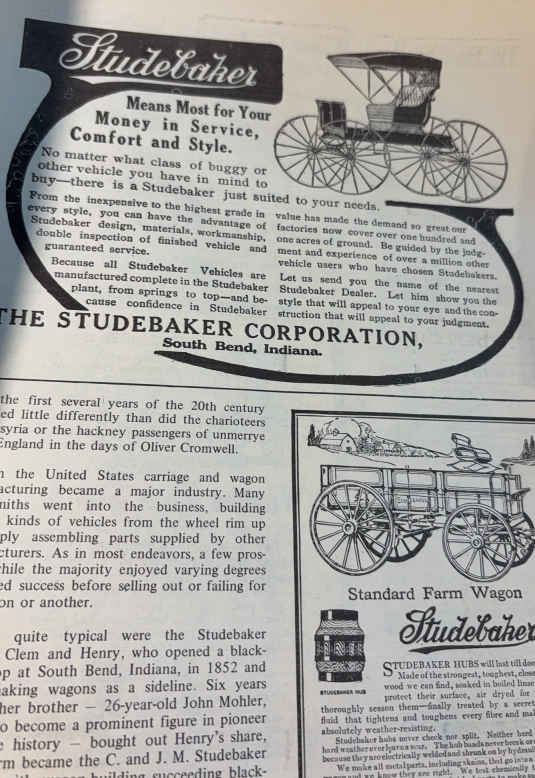 Studebaker
Means Most for Your
Money in Service,
Comfort and Style.
No matter what class of buggy or
other vehicle you have in mind to
buy—there is a Studebaker just suited to your needs.
From the inexpensive to the highest grade in
every style, you can have the advantage of
Studebaker design, materials, workmanship,
double inspection of finished vehicle and
guaranteed service.
Because all Studebaker Vehicles are
manufactured complete in the Studebaker
plant, from springs to top—and be-
cause confidence in Studebaker
value has made the demand so great our
factories now cover over one hundred and
one acres of ground. Be guided by the judg-
ment and experience of over a million other
vehicle users who have chosen Studebakers.
Let us send you the name of the nearest
Studebaker Dealer. Let him show you the
style that will appeal to your eye and the con-
struction that will appeal to your judgment.
THE STUDEBAKER CORPORATION,
South Bend, Indiana.
the first several years of the 20th century
ed little differently than did the charioteers
syria or the hackney passengers of unmerrye
England in the days of Oliver Cromwell.
n the United States carriage and wagon
acturing became a major industry. Many
miths went into the business, building
kinds of vehicles from the wheel rim up
ply assembling parts supplied by other
cturers. As in most endeavors, a few pros-
while the majority enjoyed varying degrees
ed success before selling out or failing for
on or another.
quite typical were the Studebaker
Clem and Henry, who opened a black-
op at South Bend, Indiana, in 1852 and
aking wagons as a sideline. Six years
her brother — 26-year-old John Mohler,
o become a prominent figure in pioneer
e history — bought out Henry's share,
rm became the C. and J. M. Studebaker
building succeeding black-
Standard Farm Wagon
Studebaker
STUDEBAKER HUB
STUDEBAKER HUBS will last till doo
Made of the strongest, toughest, close
wood we can find, soaked in boiled linse
protect their surface, air dryed for
thoroughly season them—finally treated by a secret
fluid that tightens and toughens every fibre and mak
absolutely weather-resisting.
Studebaker hubs never check nor split. Neither hard
hard weather ever loosens
The hub bands never break or
because they are electrically welded and shrunk on by hydraul
We make all metal parts, including skeins, that go in a
know they are right. We test chemically